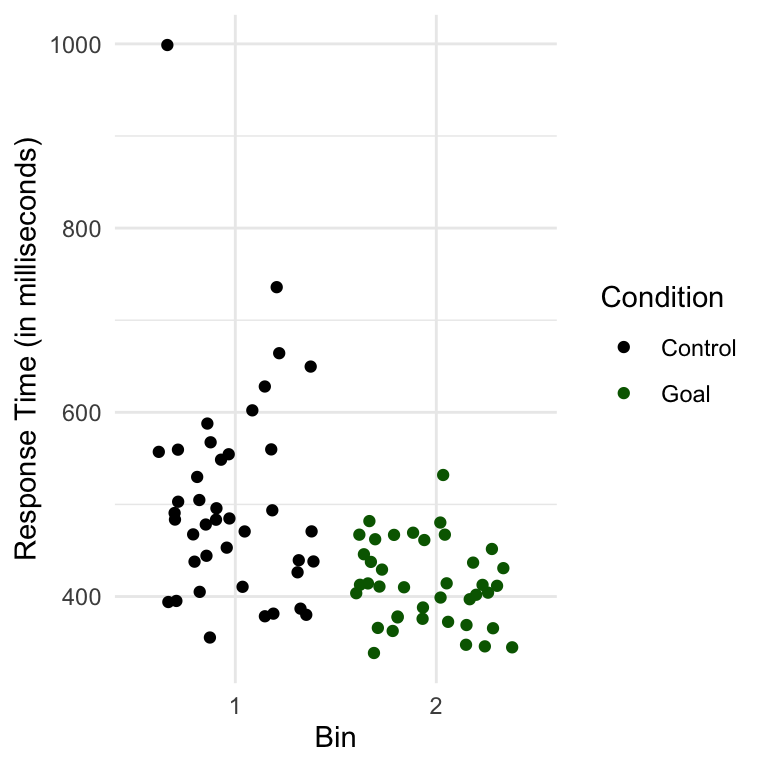 1000
800
600
400
Response Time (in milliseconds)
1
2
Bin
Condition
Control
Goal